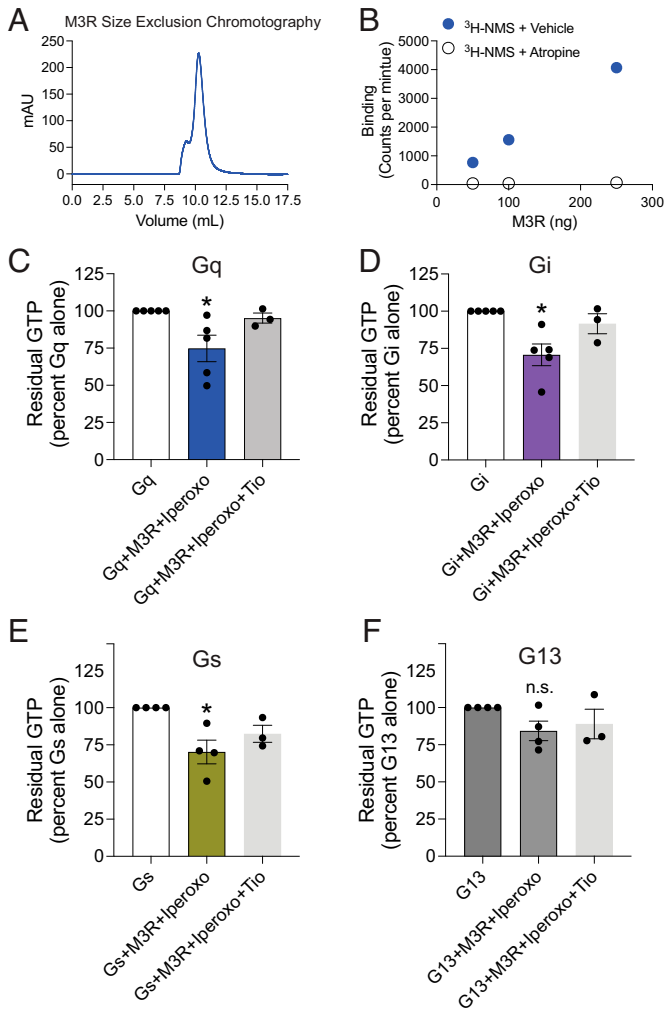 A
M3R Size Exclusion Chromotography
mAU
250
200
150
100
50
0
0.0 2.5 5.0 7.5 10.0 12.5 15.0 17.5
Volume (mL)
B
³H-NMS + Vehicle
³H-NMS + Atropine
Binding
(Counts per mintue)
5000
4000
3000
2000
1000
0
0 100 200 300
M3R (ng)
C
Gq
Residual GTP
(percent Gq alone)
125
100
75
50
25
0
*
Gq
Gq+M3R+Iperoxo
Gq+M3R+Iperoxo+Tio
D
Gi
Residual GTP
(percent Gi alone)
125
100
75
50
25
0
*
Gi
Gi+M3R+Iperoxo
Gi+M3R+Iperoxo+Tio
E
Gs
Residual GTP
(percent Gs alone)
125
100
75
50
25
0
*
Gs
Gs+M3R+Iperoxo
Gs+M3R+Iperoxo+Tio
F
G13
Residual GTP
(percent G13 alone)
125
100
75
50
25
0
n.s.
G13
G13+M3R+Iperoxo
G13+M3R+Iperoxo+Tio